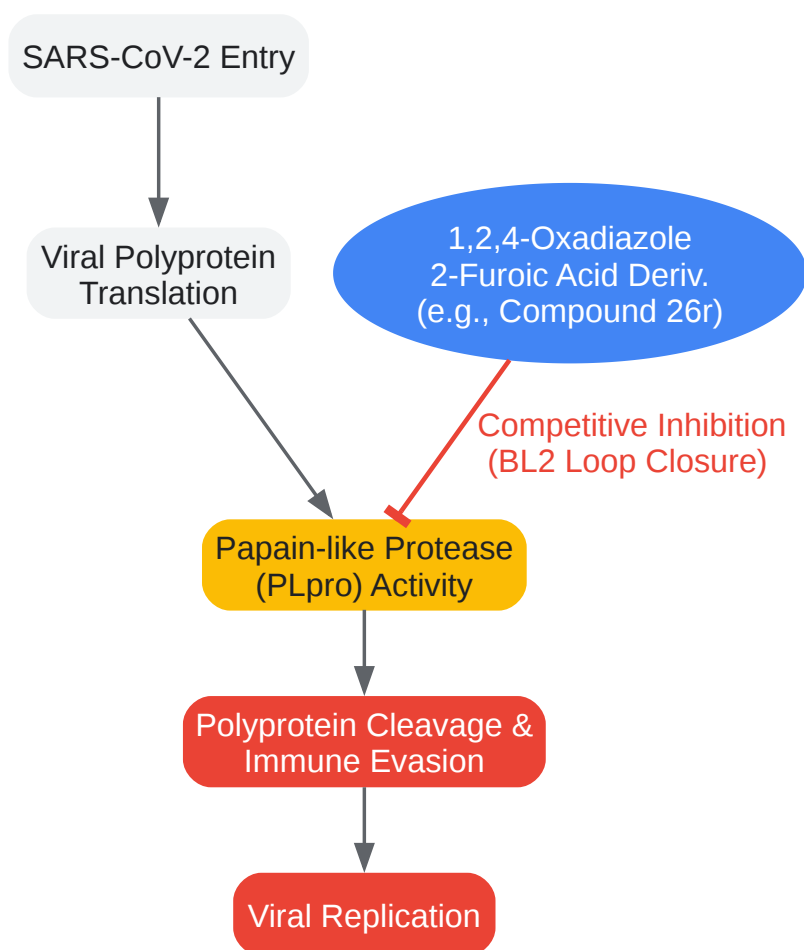 SARS-CoV-2 Entry
Viral Polyprotein
Translation
1,2,4-Oxadiazole
2-Furoic Acid Deriv.
(e.g., Compound 26r)
Competitive Inhibition
(BL2 Loop Closure)
Papain-like Protease
(PLpro) Activity
Polyprotein Cleavage &
Immune Evasion
Viral Replication